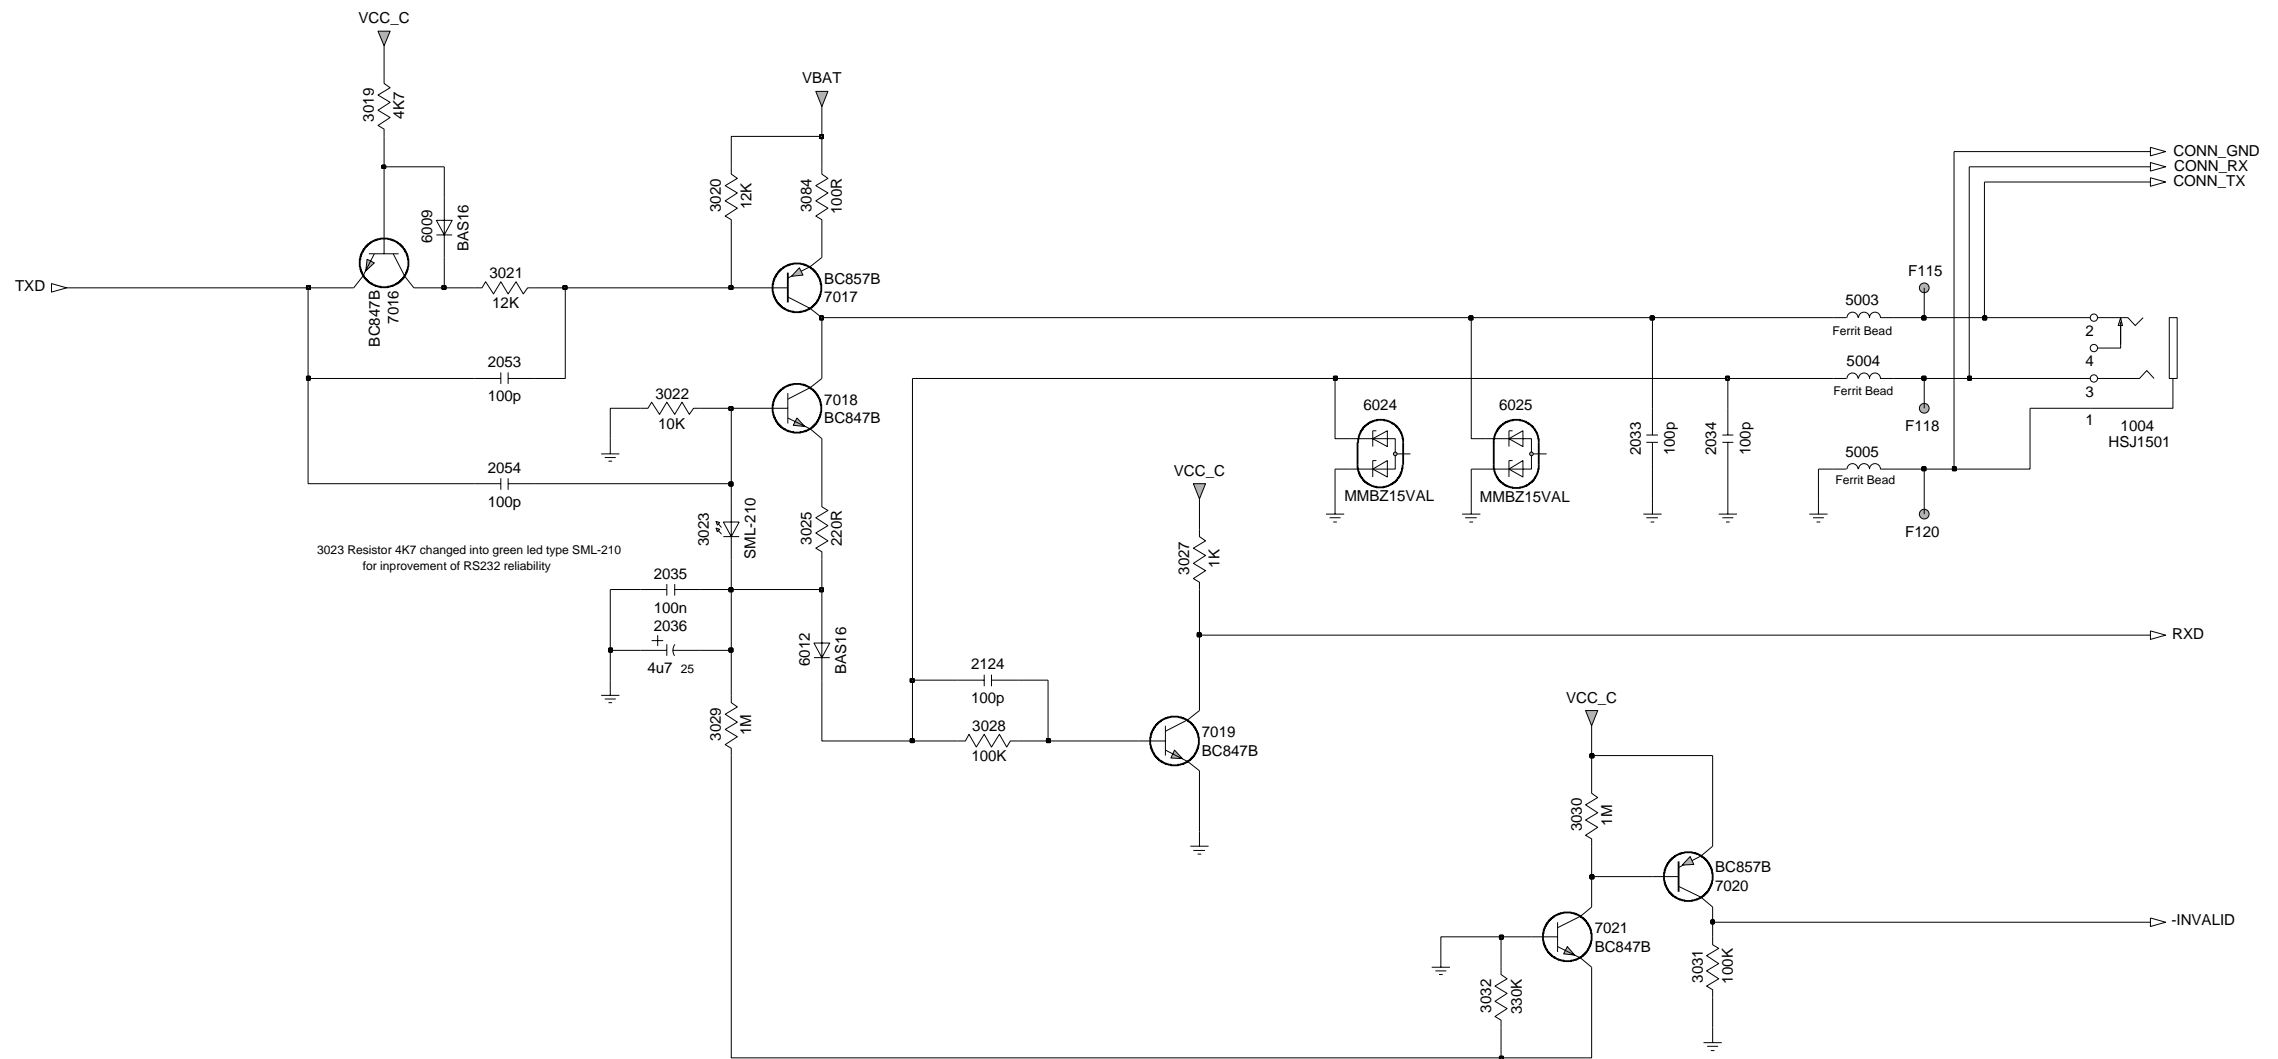 VCC_C
VBAT
3019
4K7
CONN_GND
CONN_RX
CONN_TX
3020
12K
3084
100R
6009
BAS16
TXD
BC847B
7016
3021
12K
BC857B
7017
F115
5003
Ferrit Bead
2
4
5004
Ferrit Bead
3
1
F118
1004
HSJ1501
2053
100p
3022
10K
7018
BC847B
6024
MMBZ15VAL
6025
MMBZ15VAL
2033
100p
2034
100p
5005
Ferrit Bead
F120
2054
100p
VCC_C
3023
SML-210
3025
220R
3023 Resistor 4K7 changed into green led type SML-210
for inprovement of RS232 reliability
3027
1K
2035
100n
2036
+
4u7 25
6012
BAS16
RXD
2124
100p
3029
1M
3028
100K
7019
BC847B
VCC_C
3030
1M
BC857B
7020
-INVALID
7021
BC847B
3031
100K
3032
330K